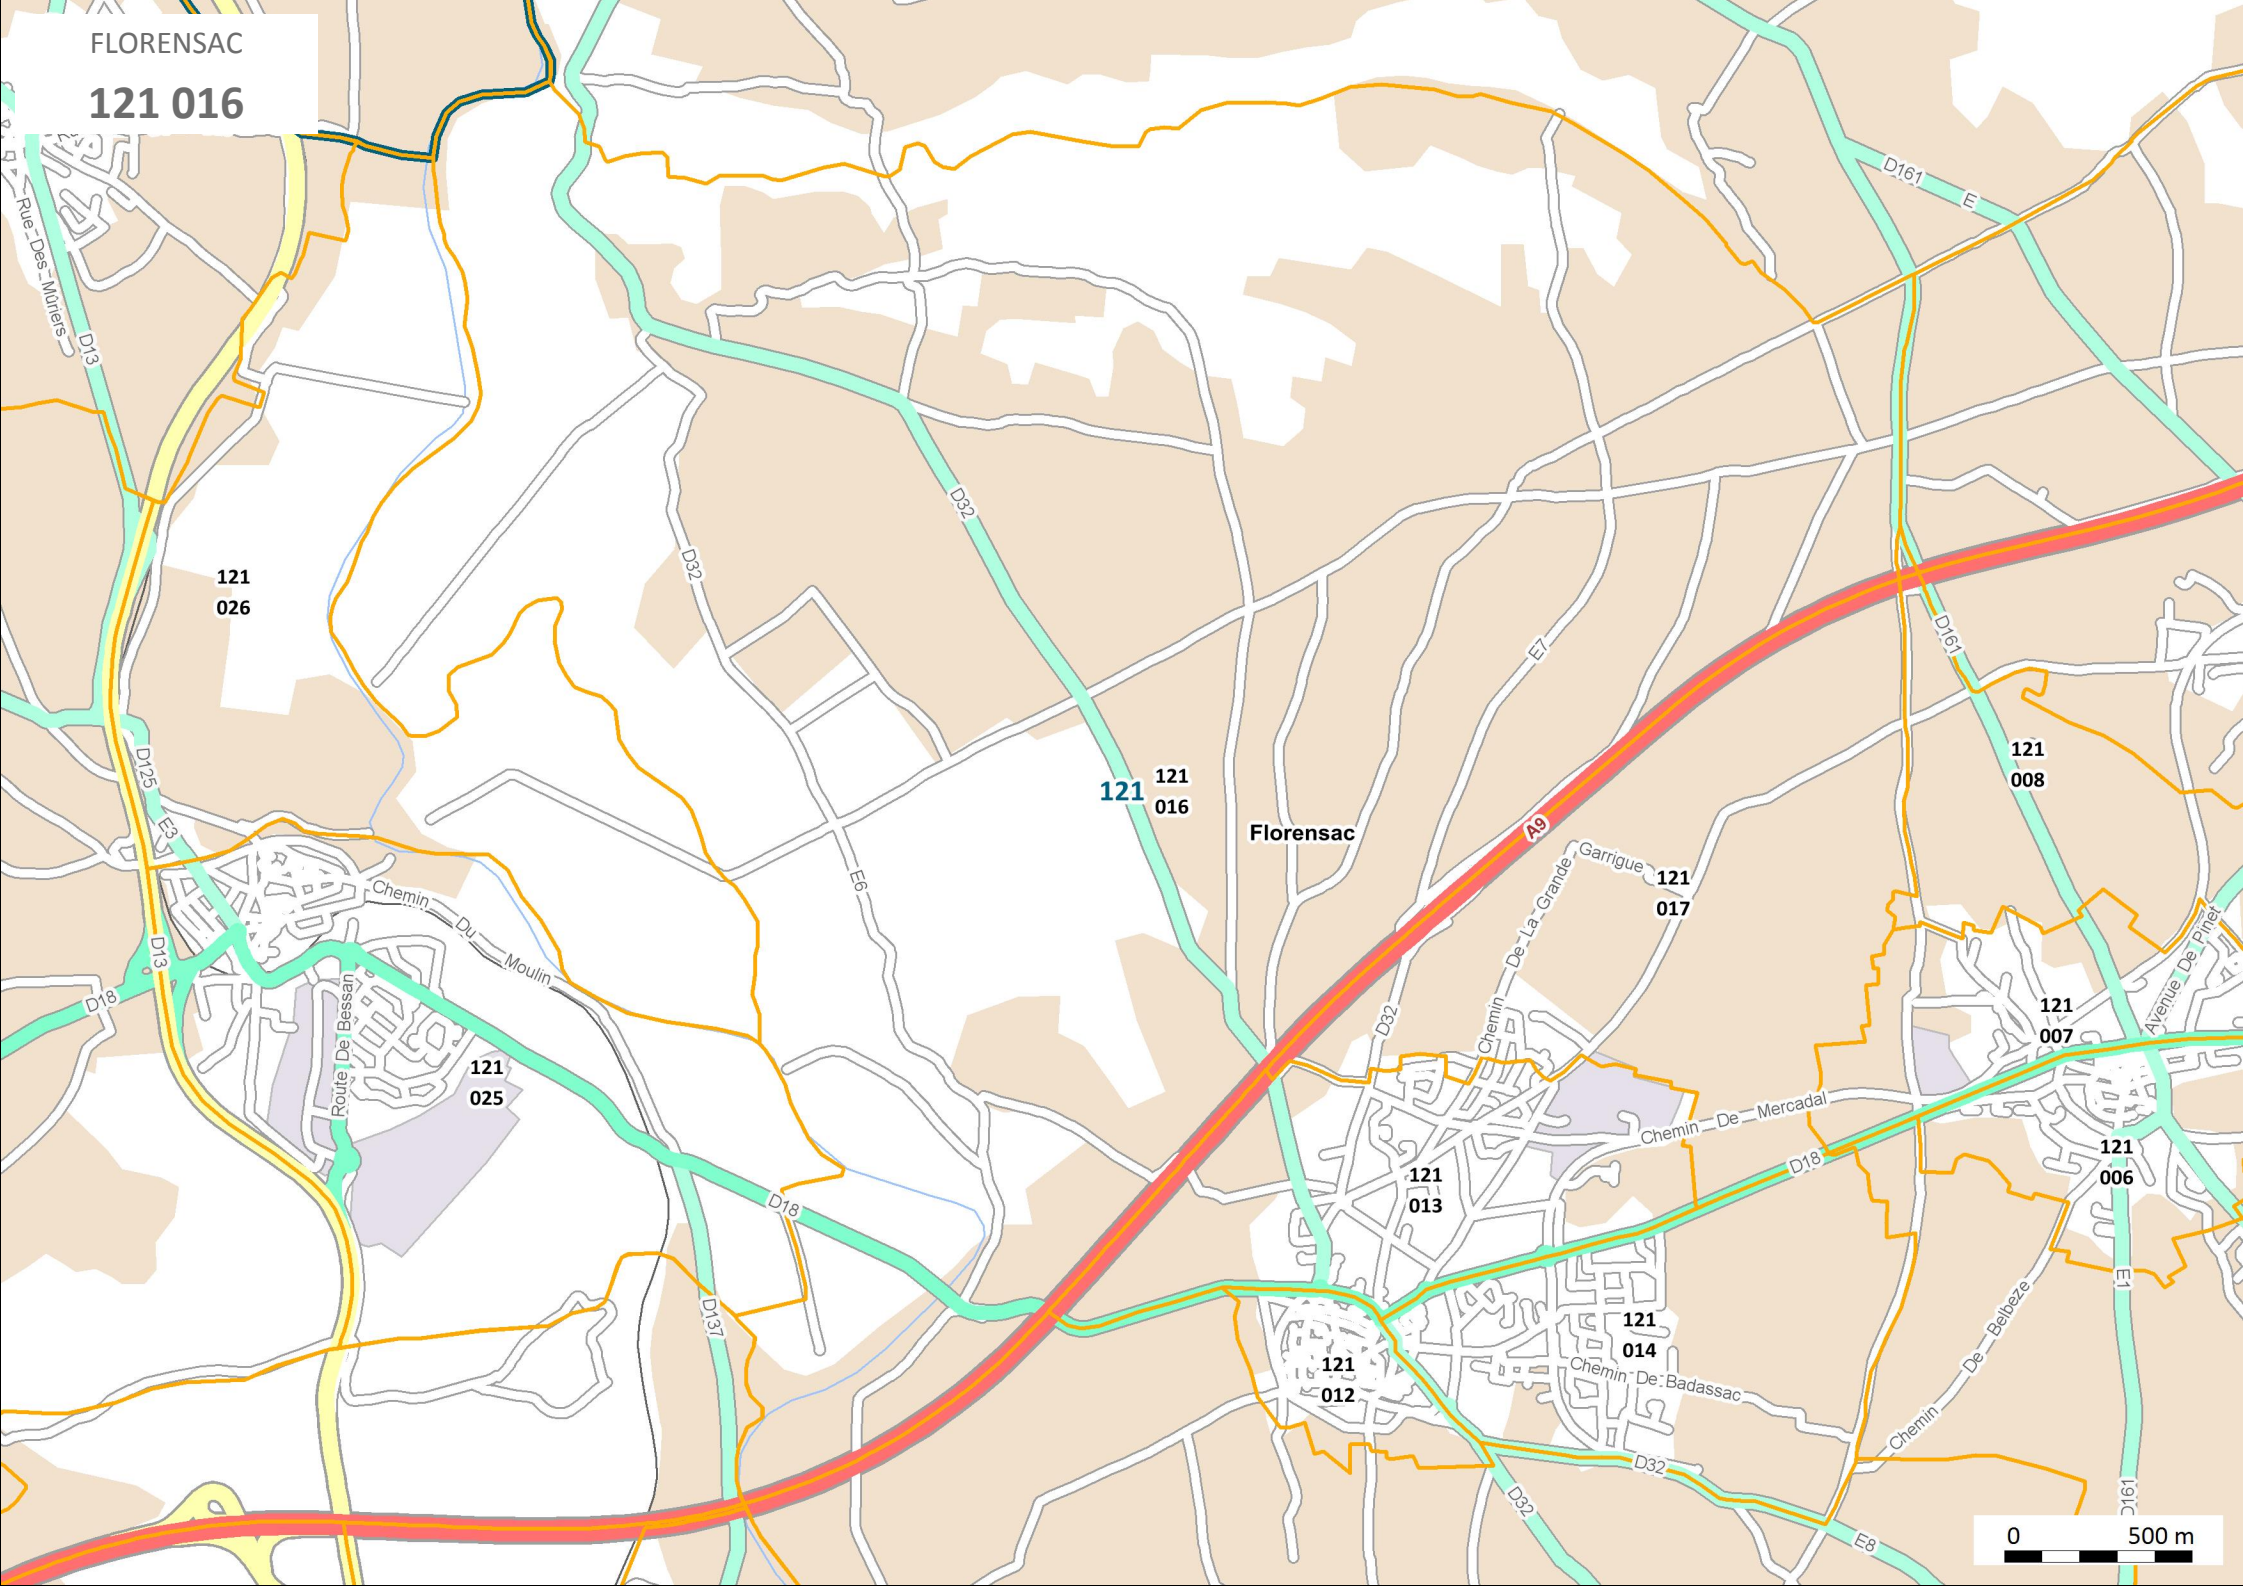 FLORENSAC
121 016
Rue-Des-Mûriers
D13
D161
E
D32
D32
121
026
E7
D161
D125
E3
121
121
016
Florensac
A9
121
008
Garrigue
Chemin De-La-Grande
121
017
E6
Chemin Du Moulin
D13
D18
Route De Bessan
121
025
D32
Avenue De Pinet
121
007
Chemin De Mercadal
D18
121
006
121
013
D18
D137
E1
Chemin De Belbeze
121
014
Chemin-De-Badassac
121
012
D32
D32
D161
E8
0 500 m